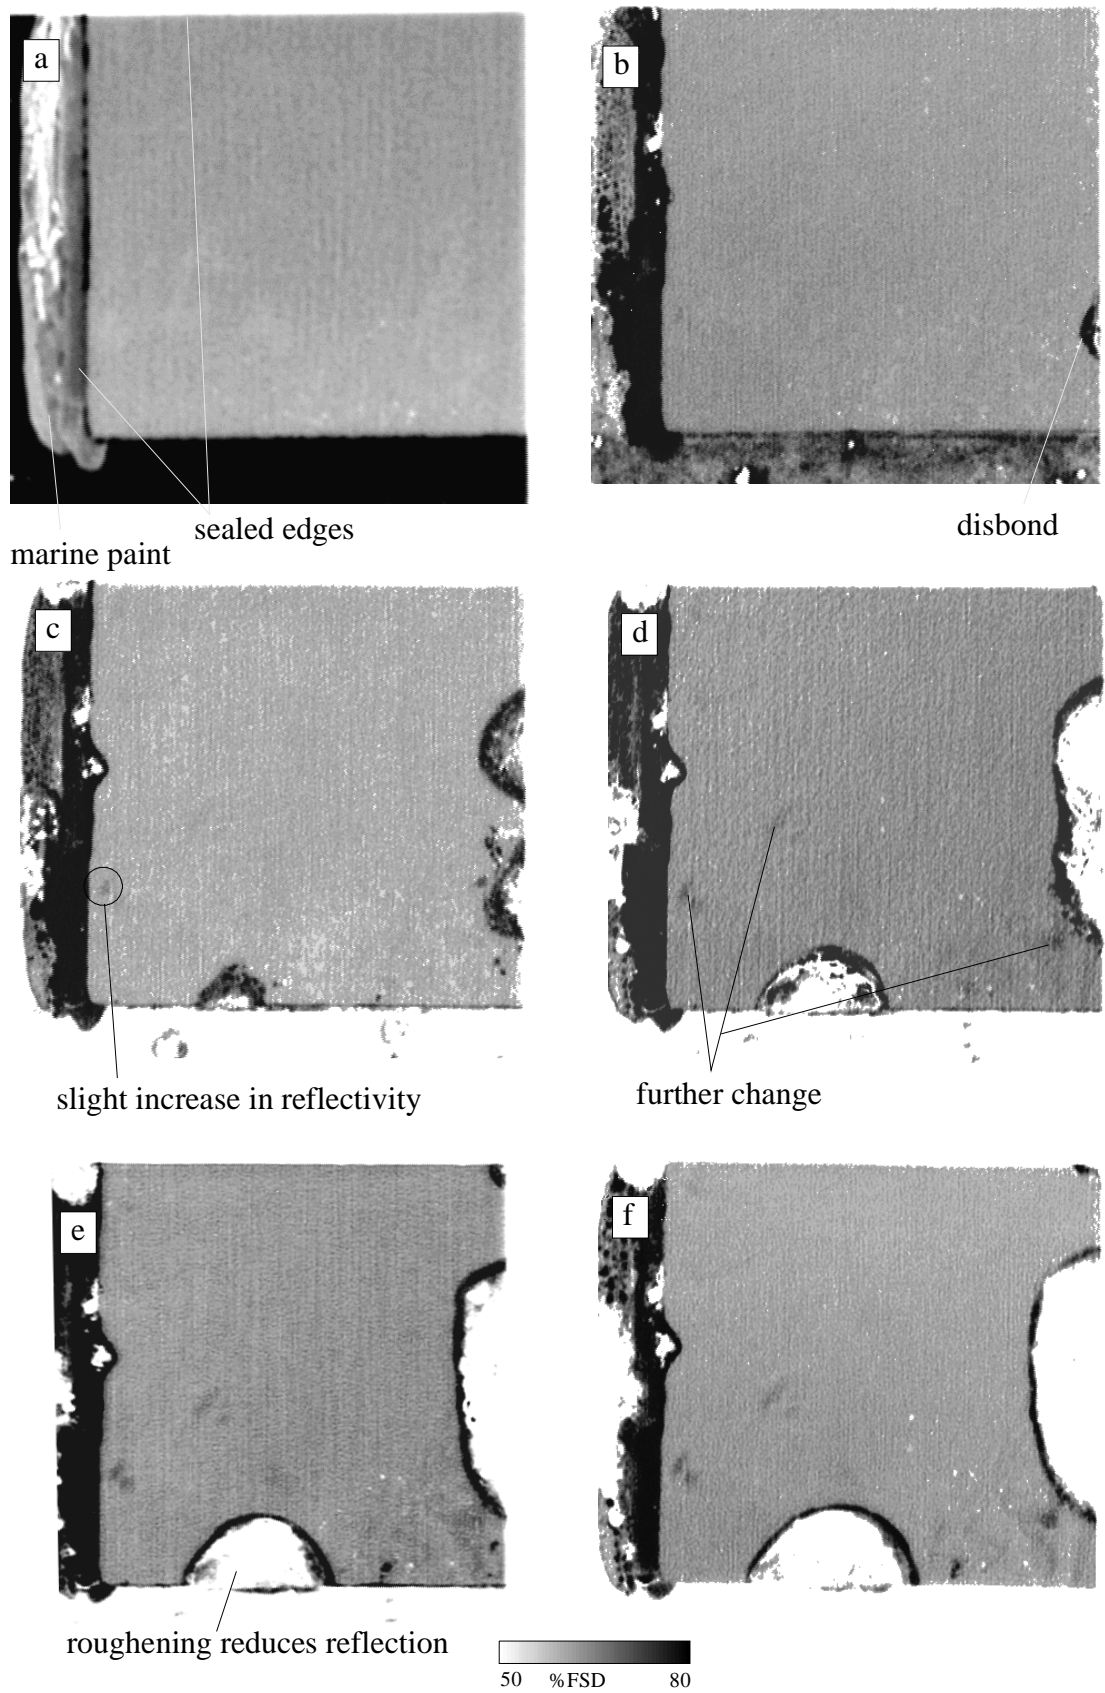 a
b
sealed edges
disbond
marine paint
c
d
slight increase in reflectivity
further change
e
f
roughening reduces reflection
50 %FSD 80